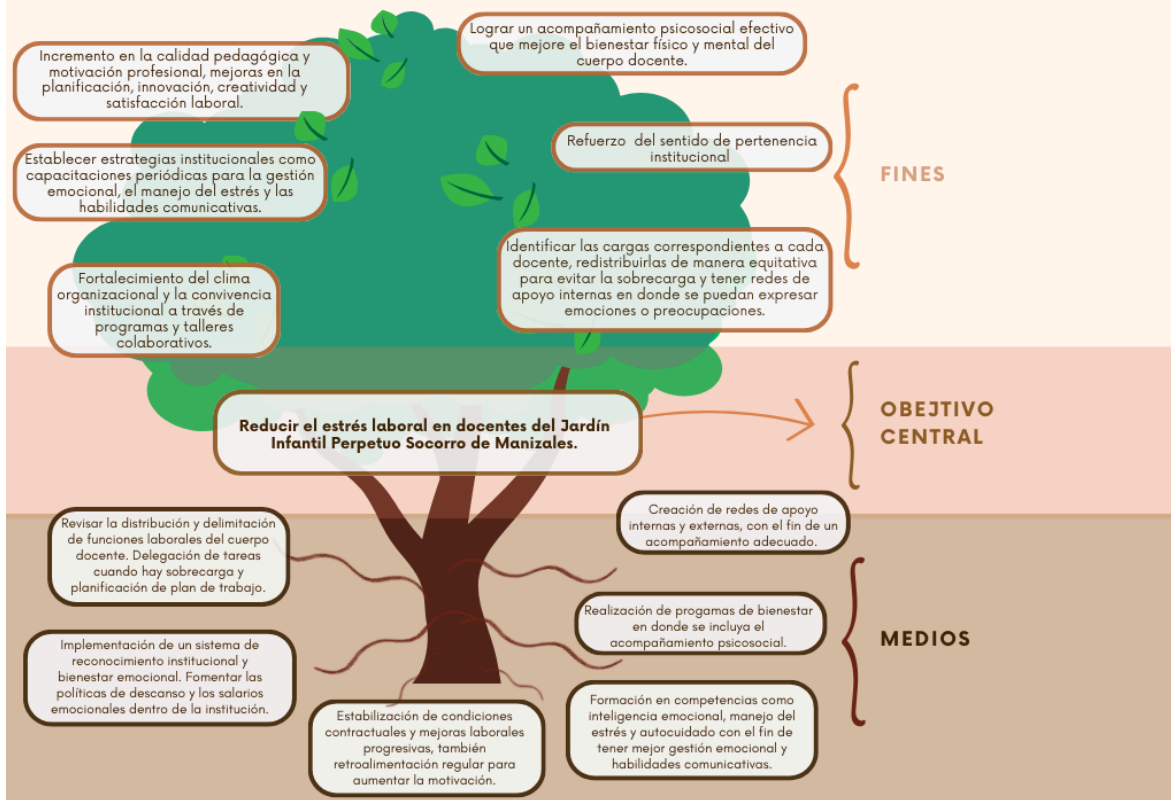 Lograr un acompañamiento psicosocial efectivo
que mejore el bienestar físico y mental del
cuerpo docente.
Incremento en la calidad pedagógica y
motivación profesional, mejoras en la
planificación, innovación, creatividad y
satisfacción laboral.
Refuerzo del sentido de pertenencia
institucional
Establecer estrategias institucionales como
capacitaciones periódicas para la gestión
emocional, el manejo del estrés y las
habilidades comunicativas.
FINES
Identificar las cargas correspondientes a cada
docente, redistribuirlas de manera equitativa
para evitar la sobrecarga y tener redes de
apoyo internas en donde se puedan expresar
emociones o preocupaciones.
Fortalecimiento del clima
organizacional y la convivencia
institucional a través de
programas y talleres
colaborativos.
Reducir el estrés laboral en docentes del Jardín
Infantil Perpetuo Socorro de Manizales.
OBEJTIVO
CENTRAL
Creación de redes de apoyo
internas y externas, con el fin de un
acompañamiento adecuado.
Revisar la distribución y delimitación
de funciones laborales del cuerpo
docente. Delegación de tareas
cuando hay sobrecarga y
planificación de plan de trabajo.
Realización de progamas de bienestar
en donde se incluya el
acompañamiento psicosocial.
MEDIOS
Implementación de un sistema de
reconocimiento institucional y
bienestar emocional. Fomentar las
políticas de descanso y los salarios
emocionales dentro de la institución.
Formación en competencias como
inteligencia emocional, manejo del
estrés y autocuidado con el fin de
tener mejor gestión emocional y
habilidades comunicativas.
Estabilización de condiciones
contractuales y mejoras laborales
progresivas, también
retroalimentación regular para
aumentar la motivación.